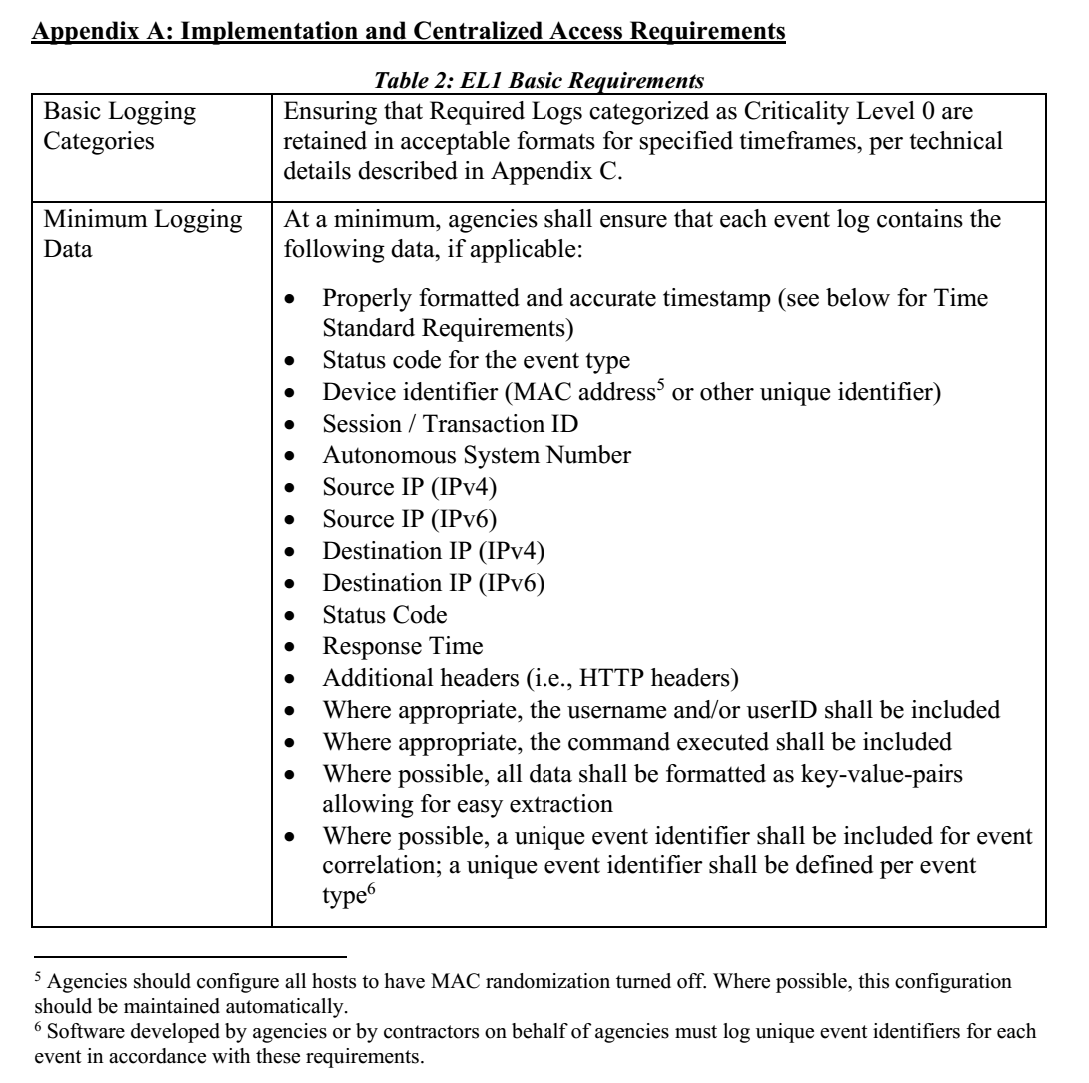 Appendix A: Implementation and Centralized Access Requirements
Table 2: EL1 Basic Requirements
Basic Logging
Categories
Ensuring that Required Logs categorized as Criticality Level 0 are
retained in acceptable formats for specified timeframes, per technical
details described in Appendix C.
Minimum Logging
Data
At a minimum, agencies shall ensure that each event log contains the
following data, if applicable:
• Properly formatted and accurate timestamp (see below for Time
Standard Requirements)
• Status code for the event type
• Device identifier (MAC address⁵ or other unique identifier)
• Session / Transaction ID
• Autonomous System Number
• Source IP (IPv4)
• Source IP (IPv6)
• Destination IP (IPv4)
• Destination IP (IPv6)
• Status Code
• Response Time
• Additional headers (i.e., HTTP headers)
• Where appropriate, the username and/or userID shall be included
• Where appropriate, the command executed shall be included
• Where possible, all data shall be formatted as key-value-pairs
allowing for easy extraction
• Where possible, a unique event identifier shall be included for event
correlation; a unique event identifier shall be defined per event
type⁶
⁵ Agencies should configure all hosts to have MAC randomization turned off. Where possible, this configuration
should be maintained automatically.
⁶ Software developed by agencies or by contractors on behalf of agencies must log unique event identifiers for each
event in accordance with these requirements.